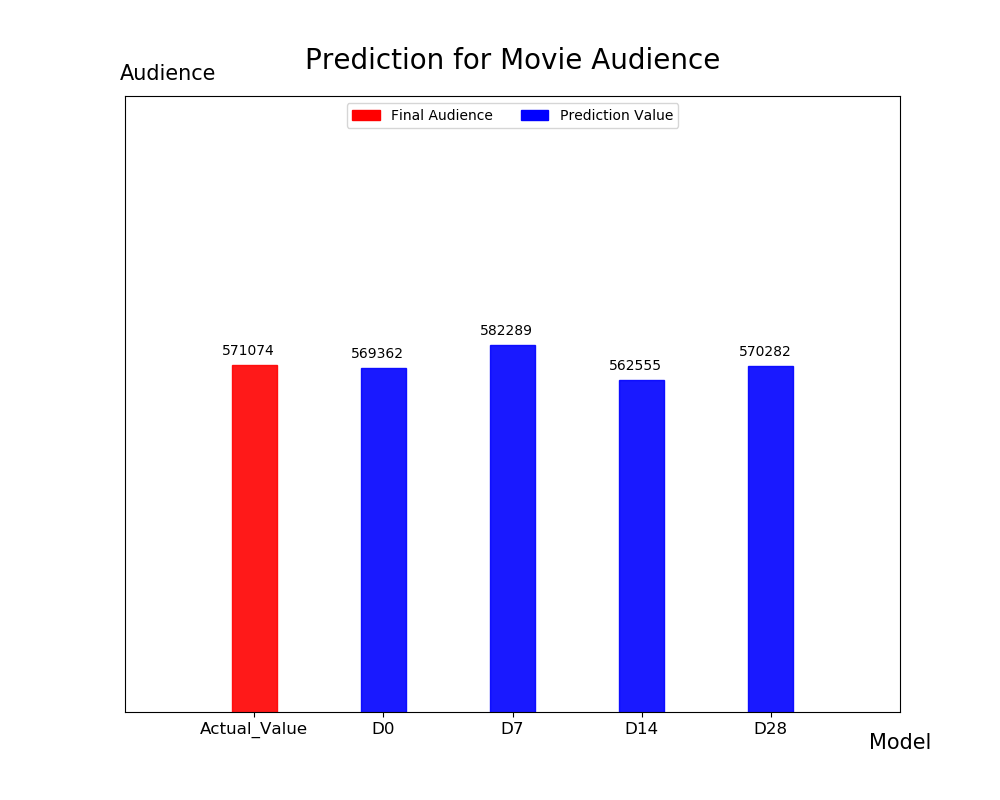 Prediction for Movie Audience
Audience
Final Audience Prediction Value
571074 569362 582289 562555 570282
Actual_Value D0 D7 D14 D28
Model